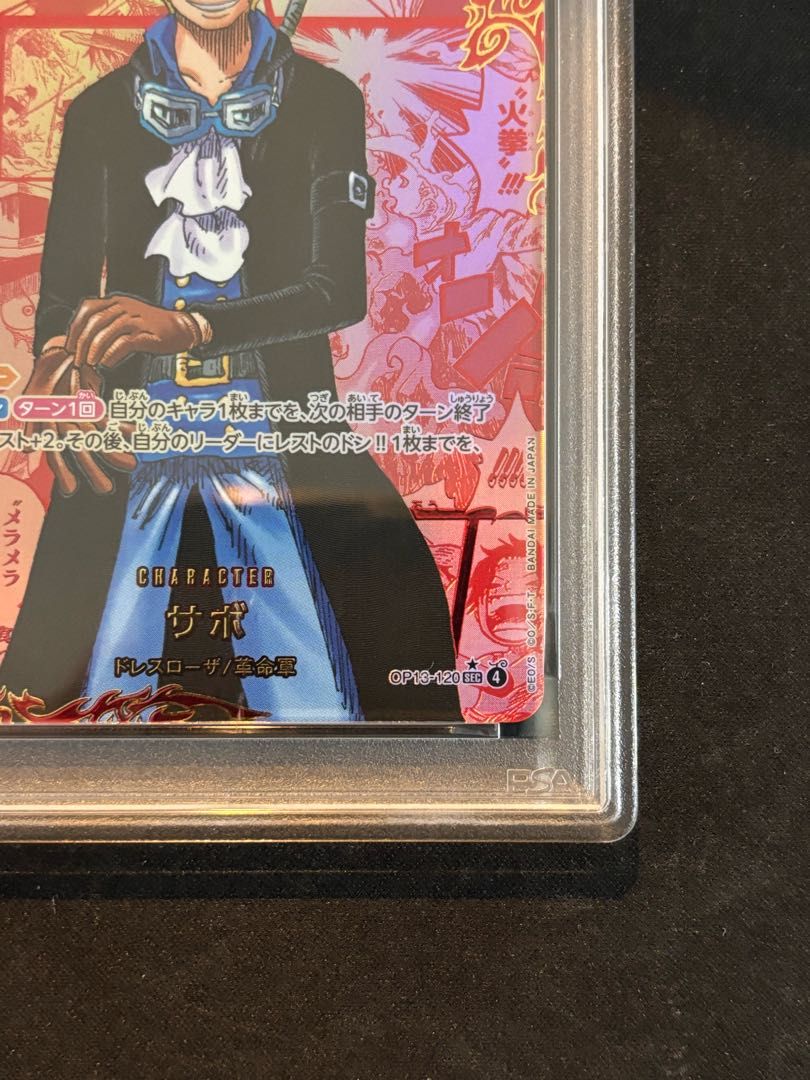 "火拳"!!!
オン
ターン1回 自分のキャラ1枚までを、次の相手のターン終了
スト+2。その後、自分のリーダーにレストのドン!!1枚までを、
"メラメラ
CHARACTER
サボ
ドレスローザ/革命軍
OP13-120 SEC 4
©EO/S ©O/S·F·T BANDAI MADE IN JAPAN
PSA